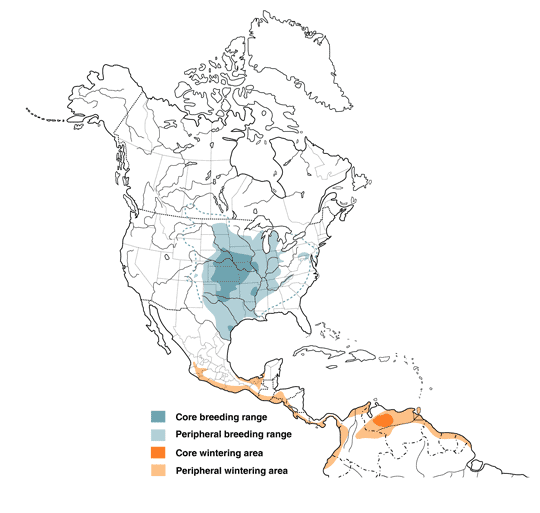 Core breeding range
Peripheral breeding range
Core wintering area
Peripheral wintering area